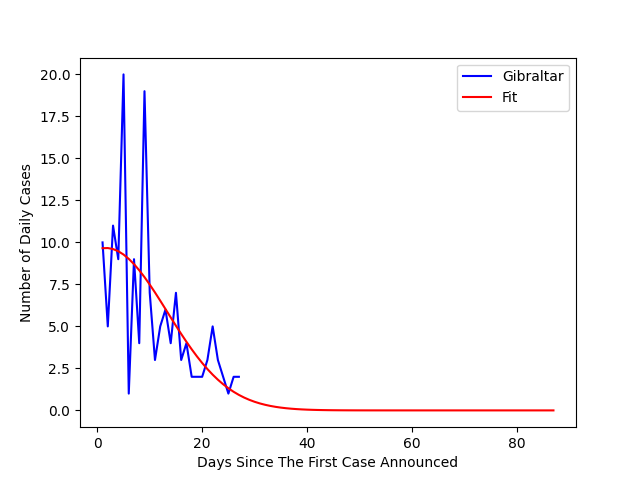 Gibraltar
Fit
20.0
17.5
15.0
12.5
10.0
7.5
5.0
2.5
0.0
Number of Daily Cases
0 20 40 60 80
Days Since The First Case Announced